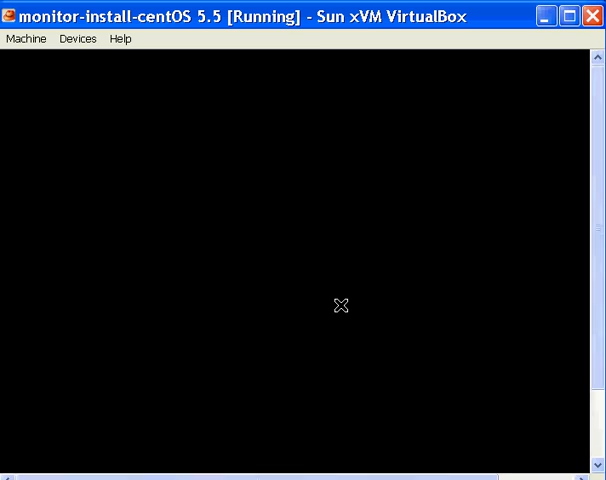 monitor-install-centOS 5.5 [Running] - Sun xVM VirtualBox
Machine Devices Help